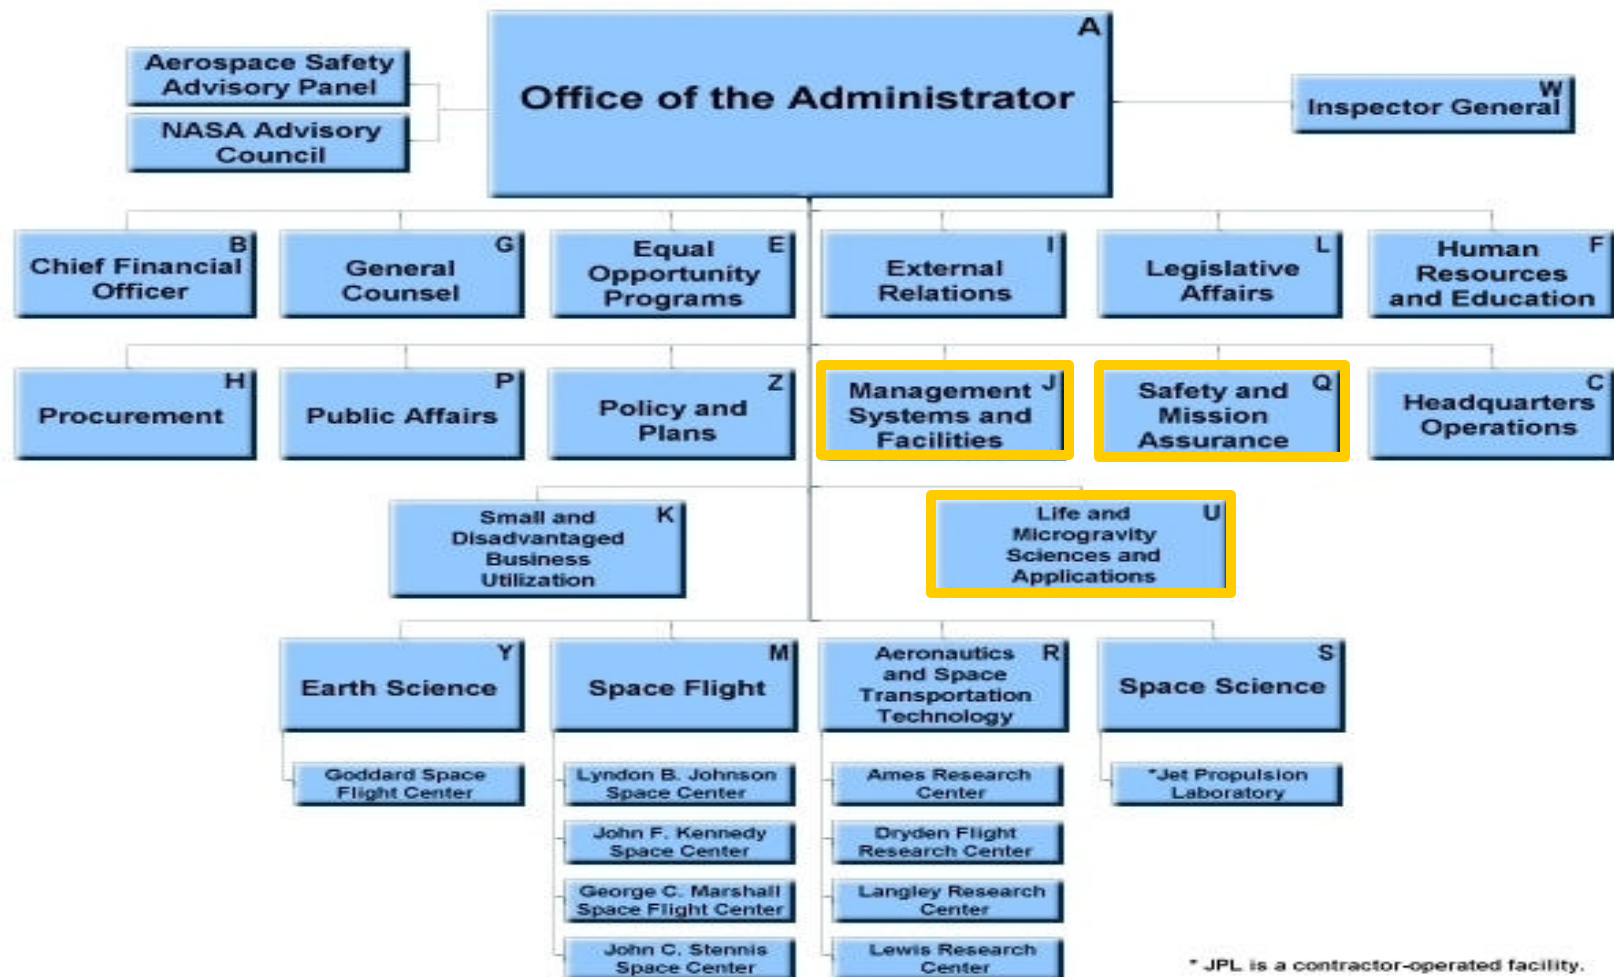 A
Office of the Administrator
Aerospace Safety
Advisory Panel
NASA Advisory
Council
W
Inspector General
B
Chief Financial
Officer
G
General
Counsel
E
Equal
Opportunity
Programs
I
External
Relations
L
Legislative
Affairs
F
Human
Resources
and Education
H
Procurement
P
Public Affairs
Z
Policy and
Plans
J
Management
Systems and
Facilities
Q
Safety and
Mission
Assurance
C
Headquarters
Operations
K
Small and
Disadvantaged
Business
Utilization
U
Life and
Microgravity
Sciences and
Applications
Y
Earth Science
M
Space Flight
R
Aeronautics
and Space
Transportation
Technology
S
Space Science
Goddard Space
Flight Center
Lyndon B. Johnson
Space Center
John F. Kennedy
Space Center
George C. Marshall
Space Flight Center
John C. Stennis
Space Center
Ames Research
Center
Dryden Flight
Research Center
Langley Research
Center
Lewis Research
Center
*Jet Propulsion
Laboratory
* JPL is a contractor-operated facility.